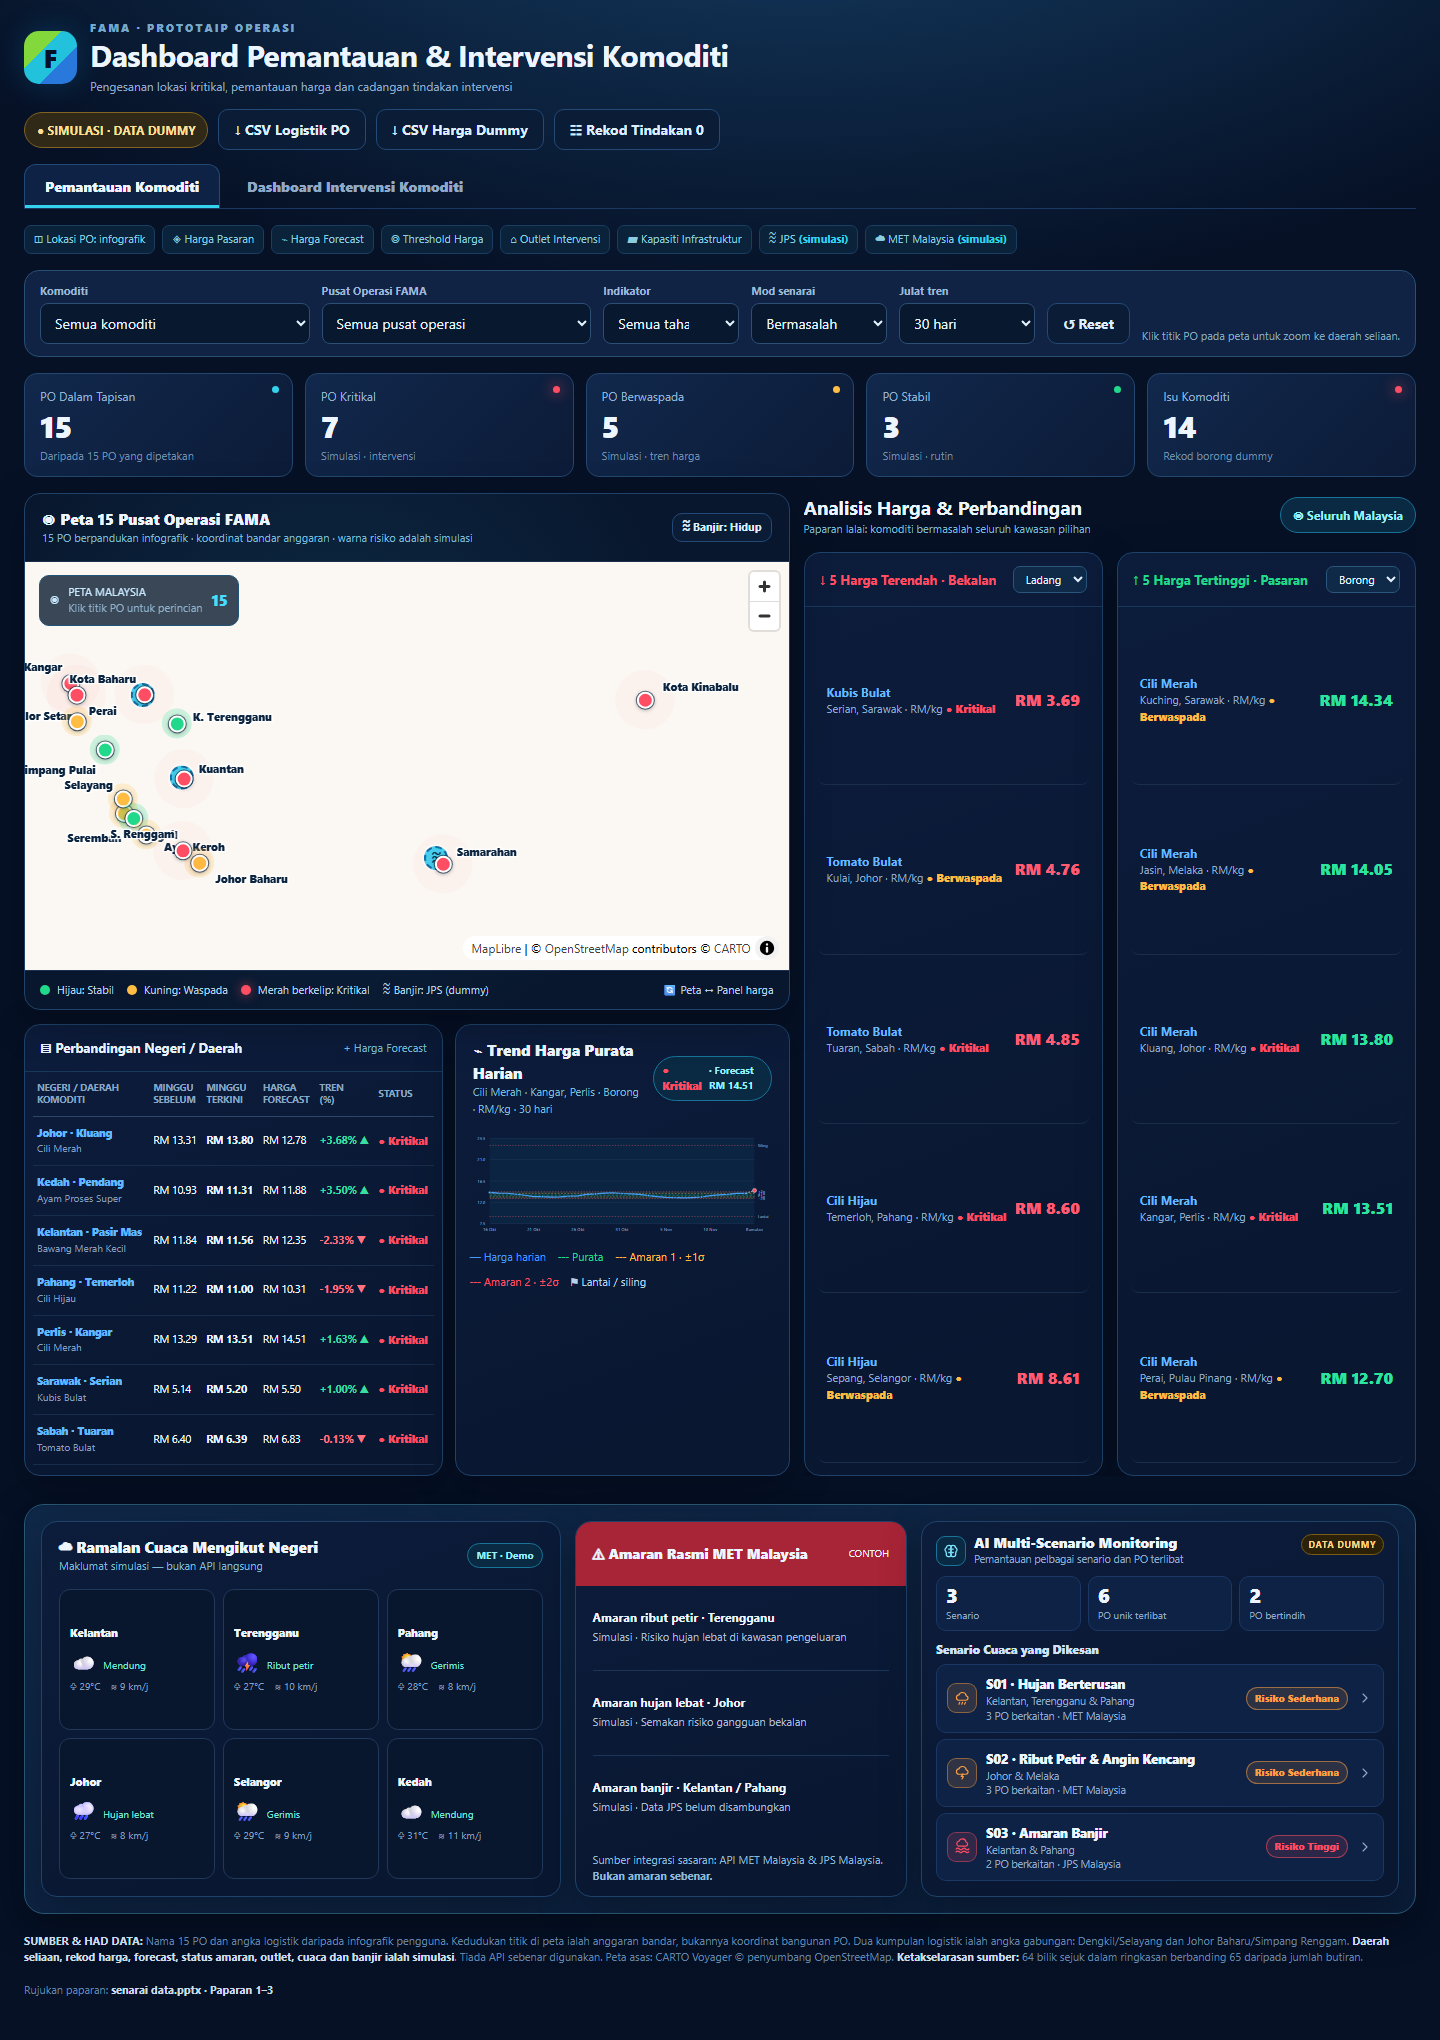 FAMA · PROTOTAIP OPERASI
F
Dashboard Pemantauan & Intervensi Komoditi
Pengesanan lokasi kritikal, pemantauan harga dan cadangan tindakan intervensi
● SIMULASI · DATA DUMMY
↓ CSV Logistik PO
↓ CSV Harga Dummy
☷ Rekod Tindakan 0
Pemantauan Komoditi
Dashboard Intervensi Komoditi
Lokasi PO: infografik
Harga Pasaran
Harga Forecast
Threshold Harga
Outlet Intervensi
Kapasiti Infrastruktur
JPS (simulasi)
MET Malaysia (simulasi)
Komoditi
Semua komoditi
Pusat Operasi FAMA
Semua pusat operasi
Indikator
Semua taha
Mod senarai
Bermasalah
Julat tren
30 hari
↺ Reset
Klik titik PO pada peta untuk zoom ke daerah seliaan.
PO Dalam Tapisan
15
Daripada 15 PO yang dipetakan
PO Kritikal
7
Simulasi · intervensi
PO Berwaspada
5
Simulasi · tren harga
PO Stabil
3
Simulasi · rutin
Isu Komoditi
14
Rekod borong dummy
Peta 15 Pusat Operasi FAMA
15 PO berpandukan infografik · koordinat bandar anggaran · warna risiko adalah simulasi
Banjir: Hidup
PETA MALAYSIA
Klik titik PO untuk perincian
15
+
−
Kangar
Kota Baharu
lor Setar
Perai
K. Terengganu
Kota Kinabalu
impang Pulai
Kuantan
Selayang
Seremban
S. Renggam
Keroh
Johor Baharu
Samarahan
MapLibre | © OpenStreetMap contributors © CARTO
Hijau: Stabil
Kuning: Waspada
Merah berkelip: Kritikal
Banjir: JPS (dummy)
Peta ↔ Panel harga
Analisis Harga & Perbandingan
Paparan lalai: komoditi bermasalah seluruh kawasan pilihan
Seluruh Malaysia
↓ 5 Harga Terendah · Bekalan
Ladang
Kubis Bulat
Serian, Sarawak · RM/kg ● Kritikal
RM 3.69
Tomato Bulat
Kulai, Johor · RM/kg ● Berwaspada
RM 4.76
Tomato Bulat
Tuaran, Sabah · RM/kg ● Kritikal
RM 4.85
Cili Hijau
Temerloh, Pahang · RM/kg ● Kritikal
RM 8.60
Cili Hijau
Sepang, Selangor · RM/kg ●
Berwaspada
RM 8.61
↑ 5 Harga Tertinggi · Pasaran
Borong
Cili Merah
Kuching, Sarawak · RM/kg ●
Berwaspada
RM 14.34
Cili Merah
Jasin, Melaka · RM/kg ●
Berwaspada
RM 14.05
Cili Merah
Kluang, Johor · RM/kg ● Kritikal
RM 13.80
Cili Merah
Kangar, Perlis · RM/kg ● Kritikal
RM 13.51
Cili Merah
Perai, Pulau Pinang · RM/kg ●
Berwaspada
RM 12.70
Perbandingan Negeri / Daerah
+ Harga Forecast
NEGERI / DAERAH KOMODITI
MINGGU SEBELUM
MINGGU TERKINI
HARGA FORECAST
TREN (%)
STATUS
Johor · Kluang
Cili Merah
RM 13.31 RM 13.80 RM 12.78 +3.68% ▲ ● Kritikal
Kedah · Pendang
Ayam Proses Super
RM 10.93 RM 11.31 RM 11.88 +3.50% ▲ ● Kritikal
Kelantan · Pasir Mas
Bawang Merah Kecil
RM 11.84 RM 11.56 RM 12.35 -2.33% ▼ ● Kritikal
Pahang · Temerloh
Cili Hijau
RM 11.22 RM 11.00 RM 10.31 -1.95% ▼ ● Kritikal
Perlis · Kangar
Cili Merah
RM 13.29 RM 13.51 RM 14.51 +1.63% ▲ ● Kritikal
Sarawak · Serian
Kubis Bulat
RM 5.14 RM 5.20 RM 5.50 +1.00% ▲ ● Kritikal
Sabah · Tuaran
Tomato Bulat
RM 6.40 RM 6.39 RM 6.83 -0.13% ▼ ● Kritikal
Trend Harga Purata
Harian
Cili Merah · Kangar, Perlis · Borong
· RM/kg · 30 hari
● Kritikal
· Forecast
RM 14.51
— Harga harian
--- Purata
--- Amaran 1 · ±1σ
--- Amaran 2 · ±2σ
⚑ Lantai / siling
Ramalan Cuaca Mengikut Negeri
Maklumat simulasi — bukan API langsung
MET · Demo
Kelantan
Mendung
29°C ≈ 9 km/j
Terengganu
Ribut petir
27°C ≈ 10 km/j
Pahang
Gerimis
28°C ≈ 8 km/j
Johor
Hujan lebat
27°C ≈ 8 km/j
Selangor
Gerimis
29°C ≈ 9 km/j
Kedah
Mendung
31°C ≈ 11 km/j
⚠ Amaran Rasmi MET Malaysia
CONTOH
Amaran ribut petir · Terengganu
Simulasi · Risiko hujan lebat di kawasan pengeluaran
Amaran hujan lebat · Johor
Simulasi · Semakan risiko gangguan bekalan
Amaran banjir · Kelantan / Pahang
Simulasi · Data JPS belum disambungkan
Sumber integrasi sasaran: API MET Malaysia & JPS Malaysia.
Bukan amaran sebenar.
AI Multi-Scenario Monitoring
Pemantauan pelbagai senario dan PO terlibat
DATA DUMMY
3
Senario
6
PO unik terlibat
2
PO bertindih
Senario Cuaca yang Dikesan
S01 · Hujan Berterusan
Kelantan, Terengganu & Pahang
3 PO berkaitan · MET Malaysia
Risiko Sederhana
S02 · Ribut Petir & Angin Kencang
Johor & Melaka
3 PO berkaitan · MET Malaysia
Risiko Sederhana
S03 · Amaran Banjir
Kelantan & Pahang
2 PO berkaitan · JPS Malaysia
Risiko Tinggi
SUMBER & HAD DATA: Nama 15 PO dan angka logistik daripada infografik pengguna. Kedudukan titik di peta ialah anggaran bandar, bukannya koordinat bangunan PO. Dua kumpulan logistik ialah angka gabungan: Dengkil/Selayang dan Johor Baharu/Simpang Renggam. Daerah
seliaan, rekod harga, forecast, status amaran, outlet, cuaca dan banjir ialah simulasi. Tiada API sebenar digunakan. Peta asas: CARTO Voyager © penyumbang OpenStreetMap. Ketakselarasan sumber: 64 bilik sejuk dalam ringkasan berbanding 65 daripada jumlah butiran.
Rujukan paparan: senarai data.pptx · Paparan 1–3